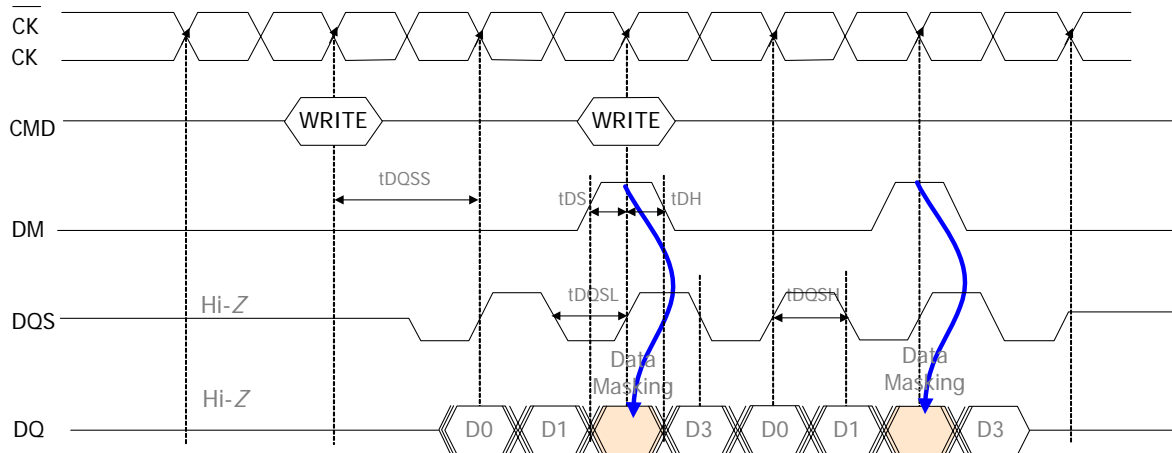 CK
CK
CMD
WRITE
WRITE
tDQSS
tDS
tDH
DM
Hi-Z
tDQSL
tDQSH
DQS
Data
Masking
Data
Masking
Hi-Z
DQ
D0
D1
D3
D0
D1
D3